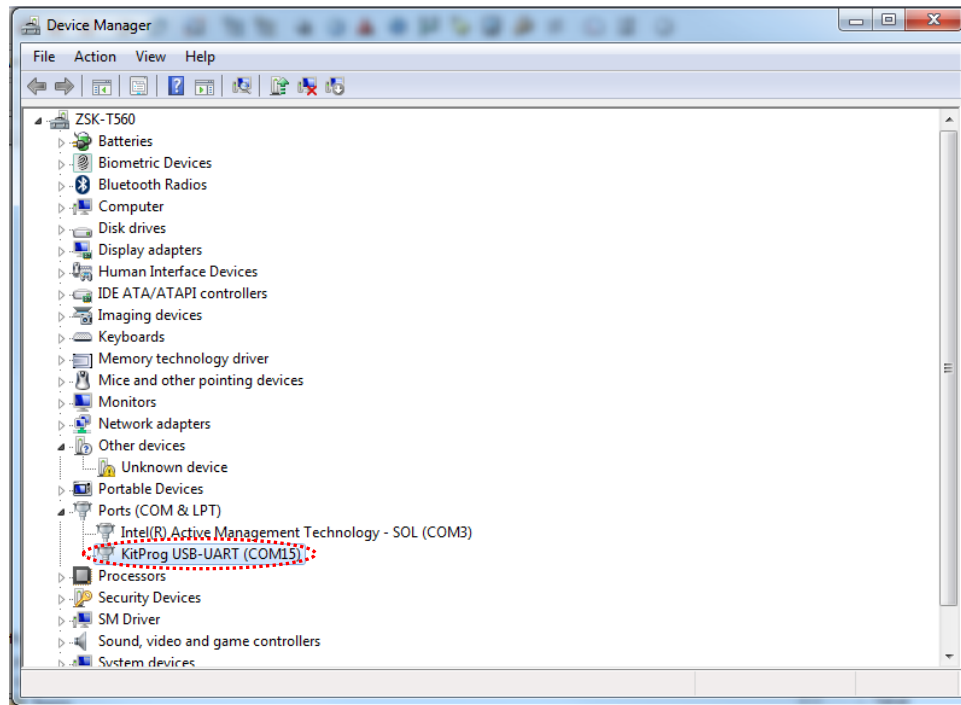 Device Manager
File Action View Help
ZSK-T560
Batteries
Biometric Devices
Bluetooth Radios
Computer
Disk drives
Display adapters
Human Interface Devices
IDE ATA/ATAPI controllers
Imaging devices
Keyboards
Memory technology driver
Mice and other pointing devices
Monitors
Network adapters
Other devices
Unknown device
Portable Devices
Ports (COM & LPT)
Intel(R) Active Management Technology - SOL (COM3)
KitProg USB-UART (COM15)
Processors
Security Devices
SM Driver
Sound, video and game controllers
System devices